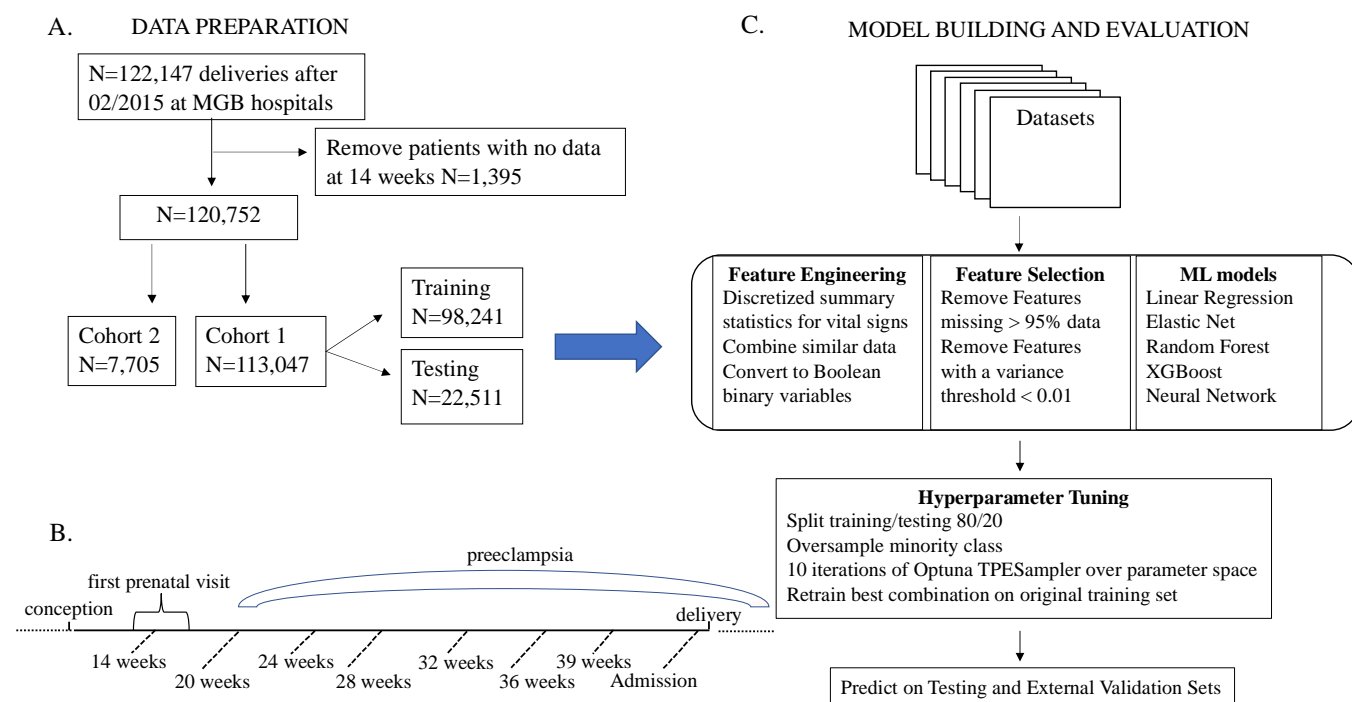 A. DATA PREPARATION
N=122,147 deliveries after
02/2015 at MGB hospitals
Remove patients with no data
at 14 weeks N=1,395
N=120,752
Cohort 2
N=7,705
Cohort 1
N=113,047
Training
N=98,241
Testing
N=22,511
B.
preeclampsia
first prenatal visit
conception
delivery
14 weeks
20 weeks
24 weeks
28 weeks
32 weeks
36 weeks
39 weeks
Admission
C. MODEL BUILDING AND EVALUATION
Datasets
Feature Engineering
Discretized summary
statistics for vital signs
Combine similar data
Convert to Boolean
binary variables
Feature Selection
Remove Features
missing > 95% data
Remove Features
with a variance
threshold < 0.01
ML models
Linear Regression
Elastic Net
Random Forest
XGBoost
Neural Network
Hyperparameter Tuning
Split training/testing 80/20
Oversample minority class
10 iterations of Optuna TPESampler over parameter space
Retrain best combination on original training set
Predict on Testing and External Validation Sets